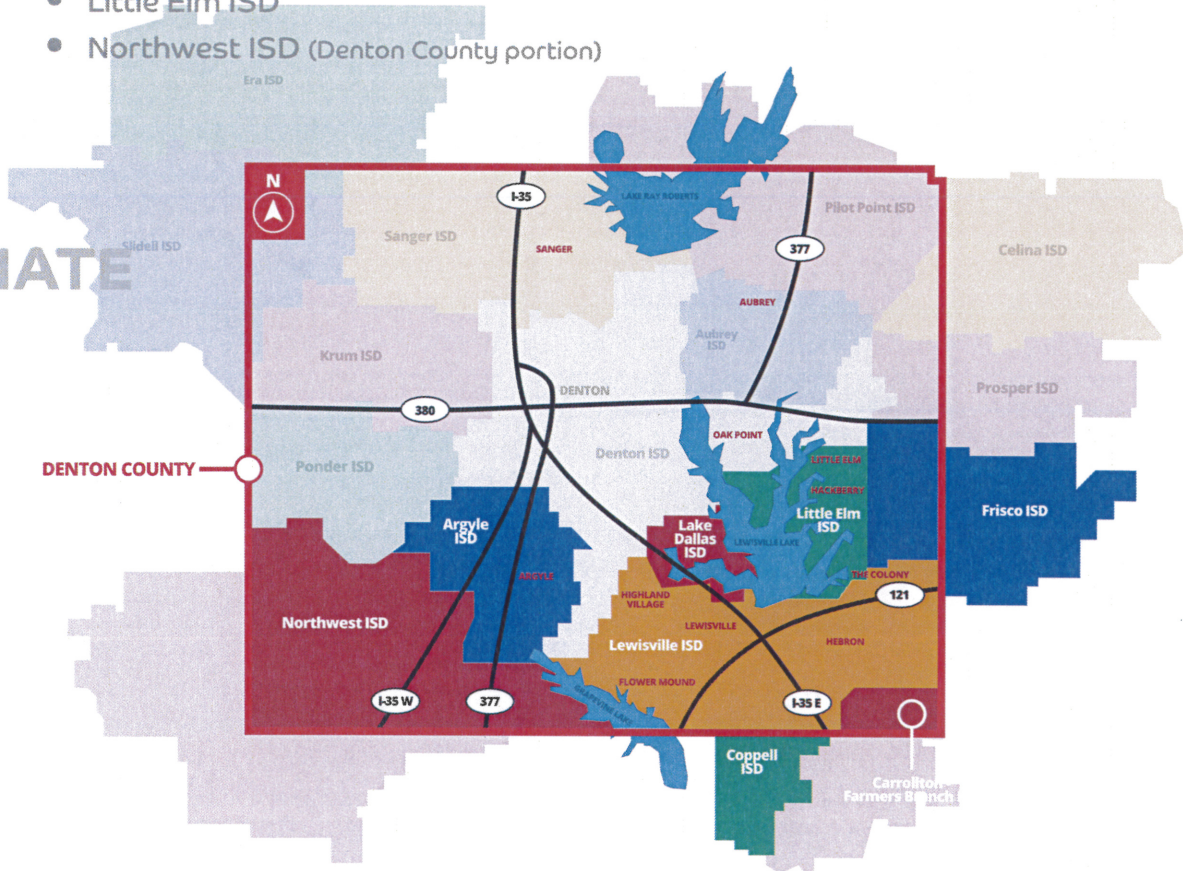 Little Elm ISD
Northwest ISD (Denton County portion)
Era ISD
N
I-35
LAKE RAY ROBERTS
Pilot Point ISD
Slidell ISD
Sanger ISD
SANGER
377
Celina ISD
IATE
AUBREY
Aubrey
ISD
Krum ISD
DENTON
Prosper ISD
380
OAK POINT
DENTON COUNTY
Ponder ISD
Denton ISD
LITTLE ELM
HACKBERRY
Argyle
ISD
Lake
Dallas
ISD
Little Elm
ISD
Frisco ISD
LEWISVILLE LAKE
ARGYLE
THE COLONY
121
HIGHLAND
VILLAGE
Northwest ISD
LEWISVILLE
Lewisville ISD
HEBRON
FLOWER MOUND
GRAPEVINE LAKE
I-35 W
377
I-35 E
Coppell
ISD
Carrollton
Farmers Branch